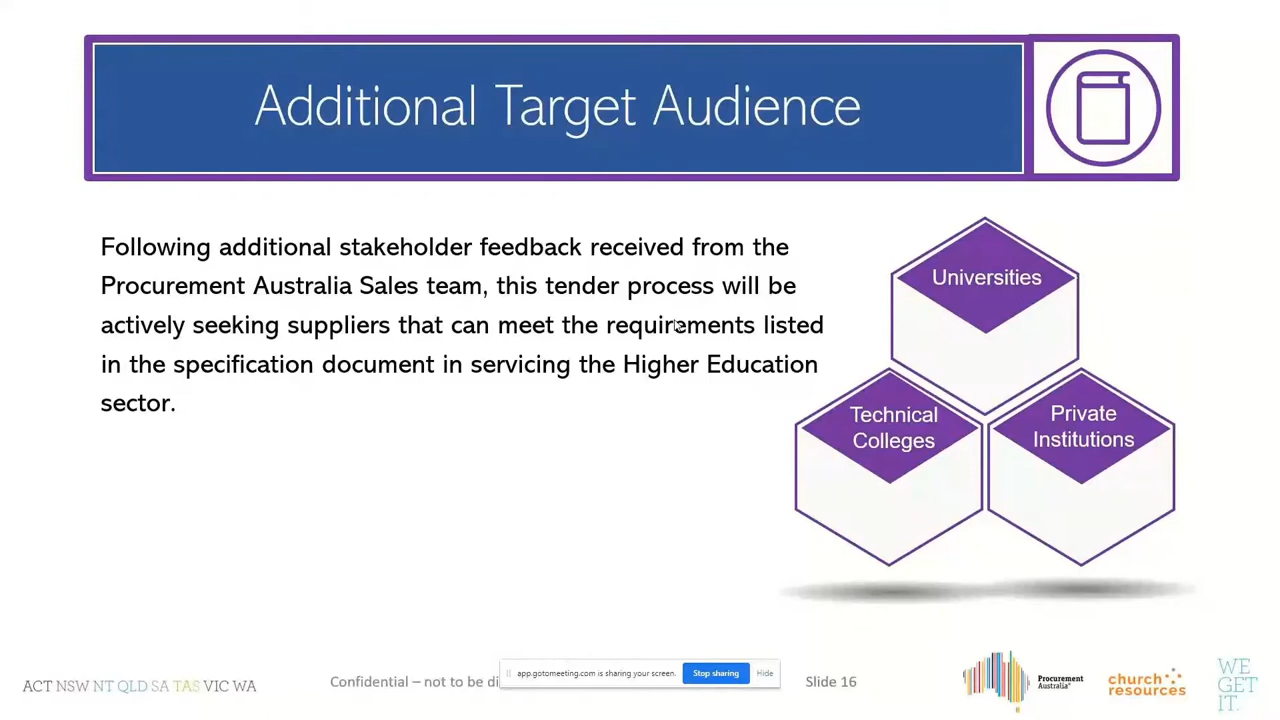 Additional Target Audience
Following additional stakeholder feedback received from the
Procurement Australia Sales team, this tender process will be
actively seeking suppliers that can meet the requirements listed
in the specification document in servicing the Higher Education
sector.
Universities
Technical
Colleges
Private
Institutions
ACT NSW NT QLD SA TAS VIC WA
Confidential – not to be
app.gotomeeting.com is sharing your screen.
Stop sharing
Hide
Slide 16
Procurement
Australia®
church
resources
WE
GET
IT.